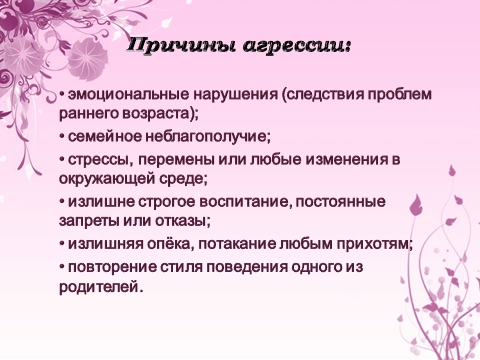 Причины агрессии:
• эмоциональные нарушения (следствия проблем
раннего возраста);
• семейное неблагополучие;
• стрессы, перемены или любые изменения в
окружающей среде;
• излишне строгое воспитание, постоянные
запреты или отказы;
• излишняя опёка, потакание любым прихотям;
• повторение стиля поведения одного из
родителей.